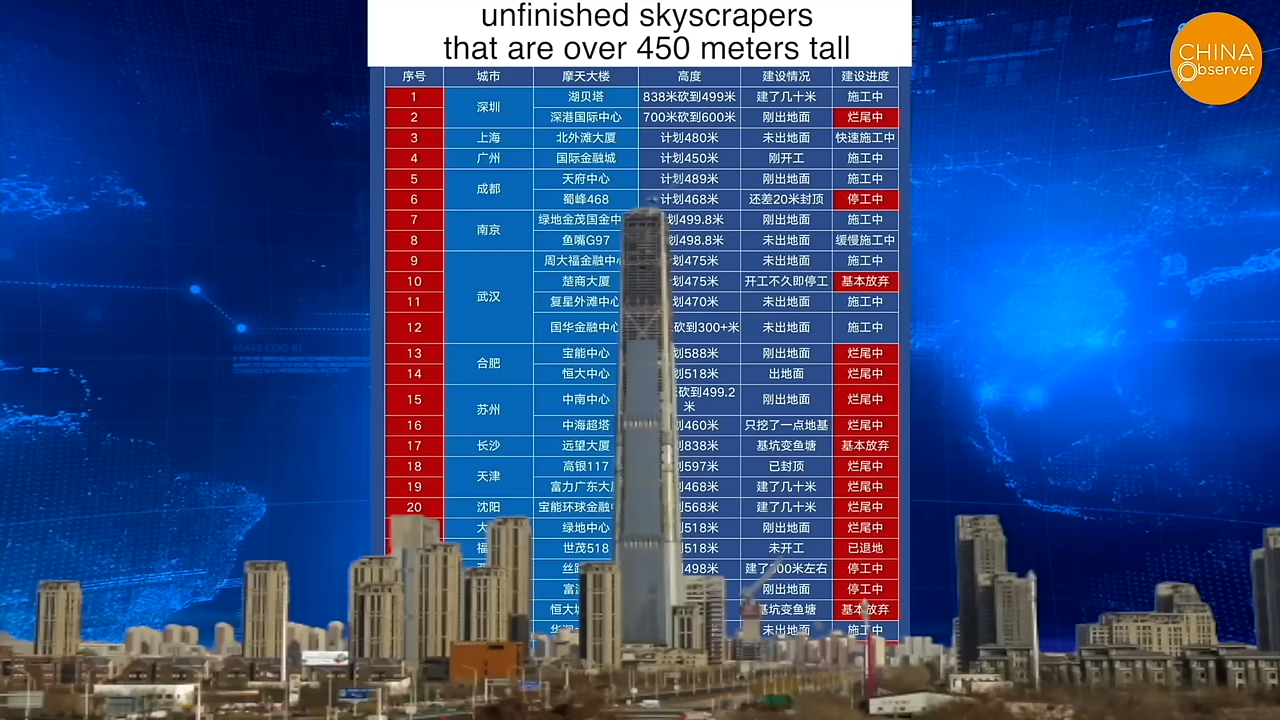 unfinished skyscrapers
that are over 450 meters tall
CHINA
Observer
序号 城市 摩天大楼 高度 建设情况 建设进度
1 深圳 湖贝塔 838米砍到499米 建了几十米 施工中
2 深港国际中心 700米砍到600米 刚出地面 烂尾中
3 上海 北外滩大厦 计划480米 未出地面 快速施工中
4 广州 国际金融城 计划450米 刚开工 施工中
5 成都 天府中心 计划489米 刚出地面 施工中
6 蜀峰468 计划468米 还差20米封顶 停工中
7 南京 绿地金茂国金中 划499.8米 刚出地面 施工中
8 鱼嘴G97 划498.8米 未出地面 缓慢施工中
9 武汉 周大福金融中心 划475米 未出地面 施工中
10 楚商大厦 划475米 开工不久即停工 基本放弃
11 复星外滩中心 划470米 未出地面 施工中
12 国华金融中心 砍到300+米 未出地面 施工中
13 合肥 宝能中心 划588米 刚出地面 烂尾中
14 恒大中心 划518米 出地面 烂尾中
15 苏州 中南中心 砍到499.2米 刚出地面 烂尾中
16 中海超塔 划460米 只挖了一点地基 烂尾中
17 长沙 远望大厦 838米 基坑变鱼塘 基本放弃
18 天津 高银117 597米 已封顶 烂尾中
19 富力广东大 468米 建了几十米 烂尾中
20 沈阳 宝能环球金融 568米 建了几十米 烂尾中
大 绿地中心 518米 刚出地面 烂尾中
福 世茂518 518米 未开工 已退地
498米 建了 00米左右 停工中
刚出地面 停工中
恒大 基坑变鱼塘 基本放弃
未出地面 施工中